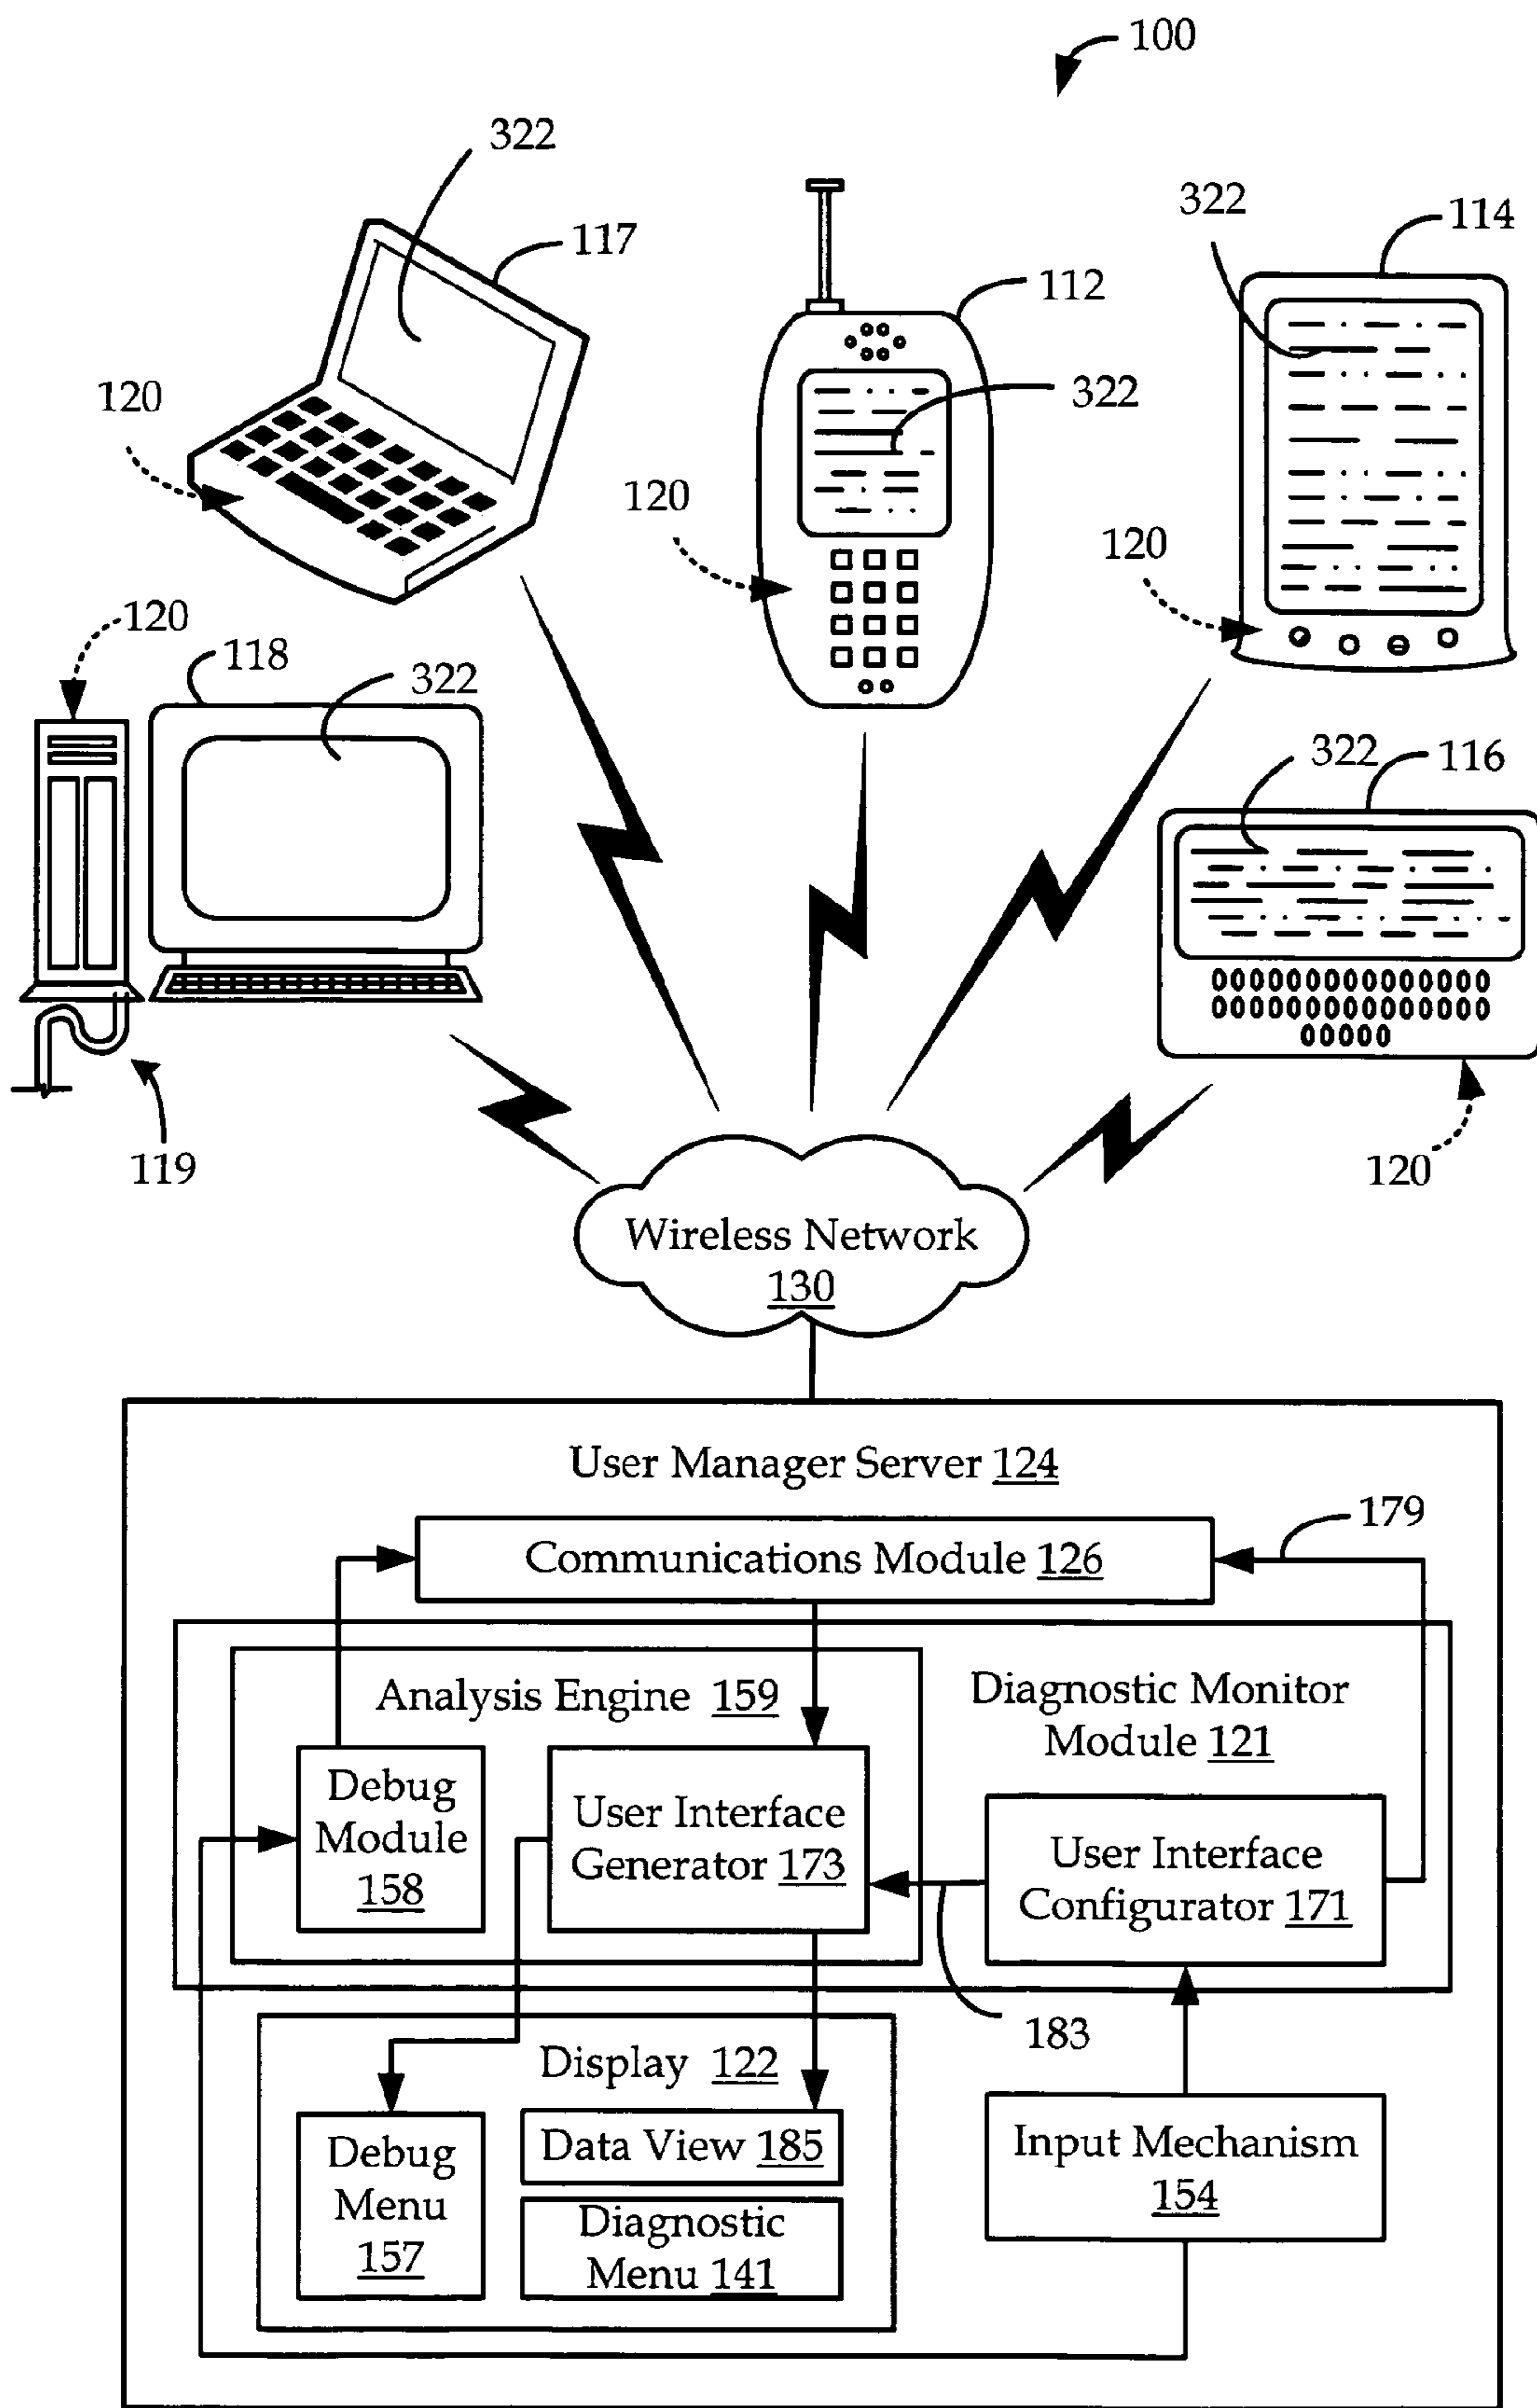 100
322
322
114
117
112
120
322
120
120
120
118
322
322
116
119
120
Wireless Network
130
User Manager Server 124
179
Communications Module 126
Analysis Engine 159
Diagnostic Monitor
Module 121
Debug
Module
158
User Interface
Generator 173
User Interface
Configurator 171
183
Display 122
Debug
Menu
157
Data View 185
Diagnostic
Menu 141
Input Mechanism
154